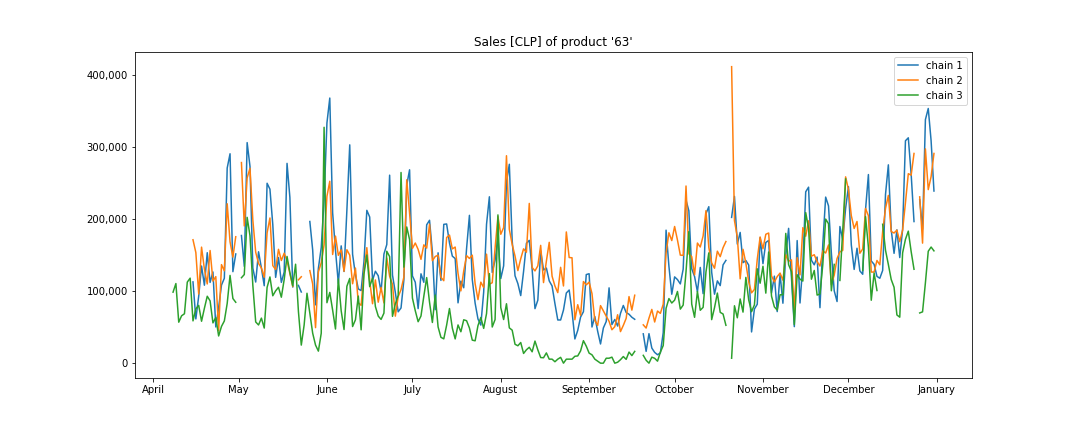 Sales [CLP] of product '63'
chain 1
chain 2
chain 3
400,000
300,000
200,000
100,000
0
April May June July August September October November December January